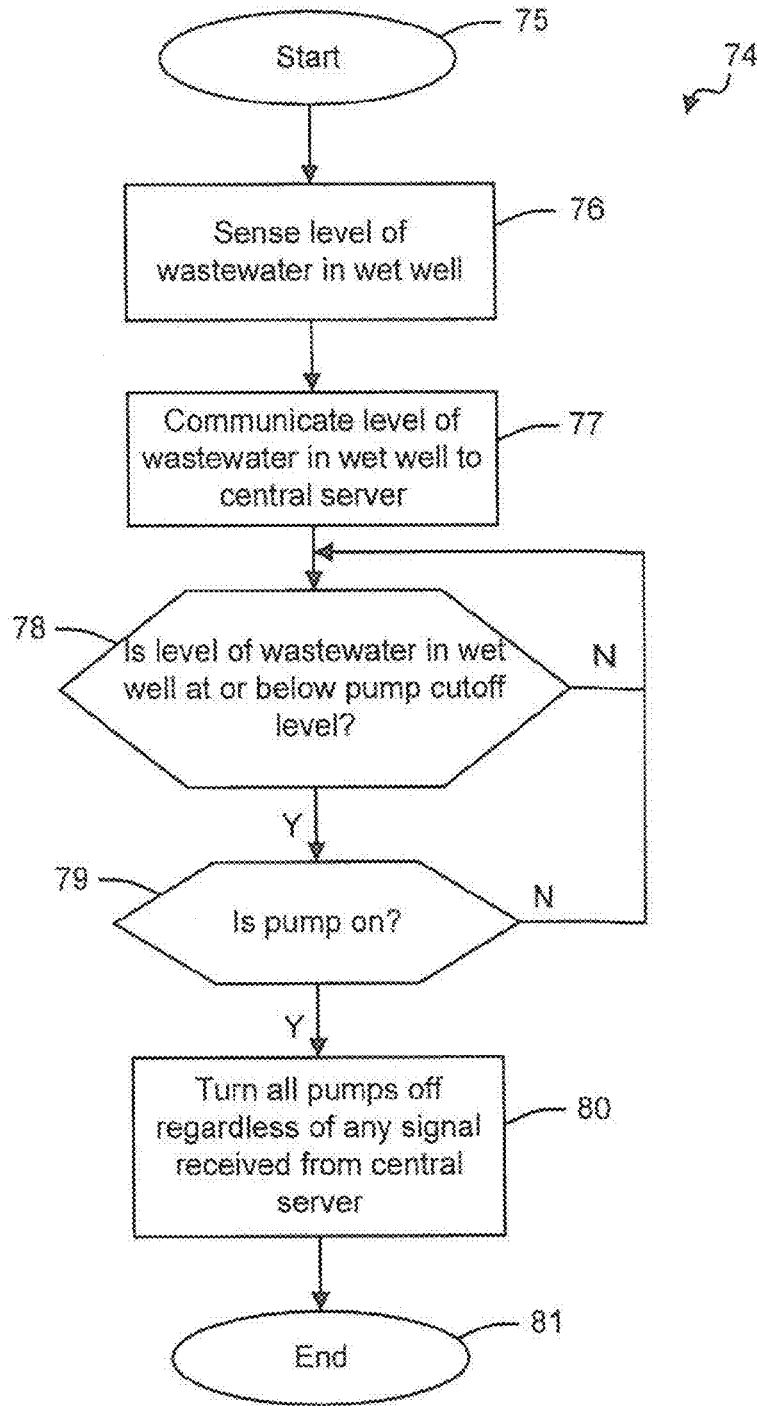 75
Start
74
76
Sense level of
wastewater in wet well
77
Communicate level of
wastewater in wet well to
central server
78
Is level of wastewater in wet
well at or below pump cutoff
level?
N
Y
79
Is pump on?
N
Y
80
Turn all pumps off
regardless of any signal
received from central
server
81
End